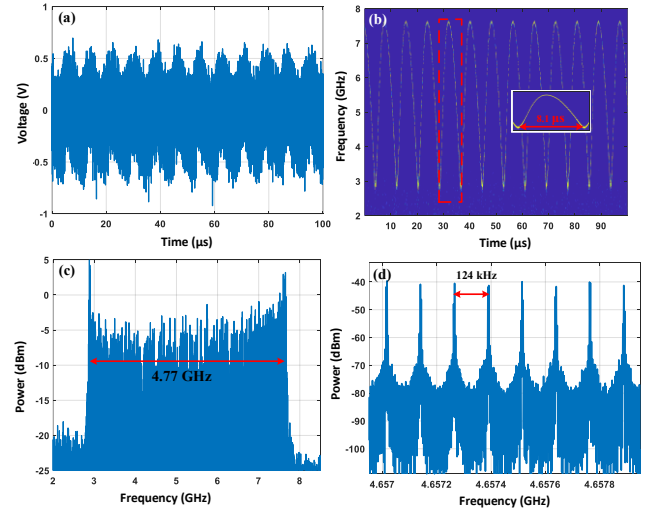 (a)
1
0.5
0
-0.5
-1
Voltage (V)
0 20 40 60 80 100
Time (µs)
(b)
8
7
6
5
4
3
2
Frequency (GHz)
8.1 µs
10 20 30 40 50 60 70 80 90
Time (µs)
(c)
5
0
-5
-10
-15
-20
-25
Power (dBm)
4.77 GHz
2 3 4 5 6 7 8
Frequency (GHz)
(d)
124 kHz
-40
-50
-60
-70
-80
-90
-100
Power (dBm)
4.657 4.6572 4.6574 4.6576 4.6578
Frequency (GHz)